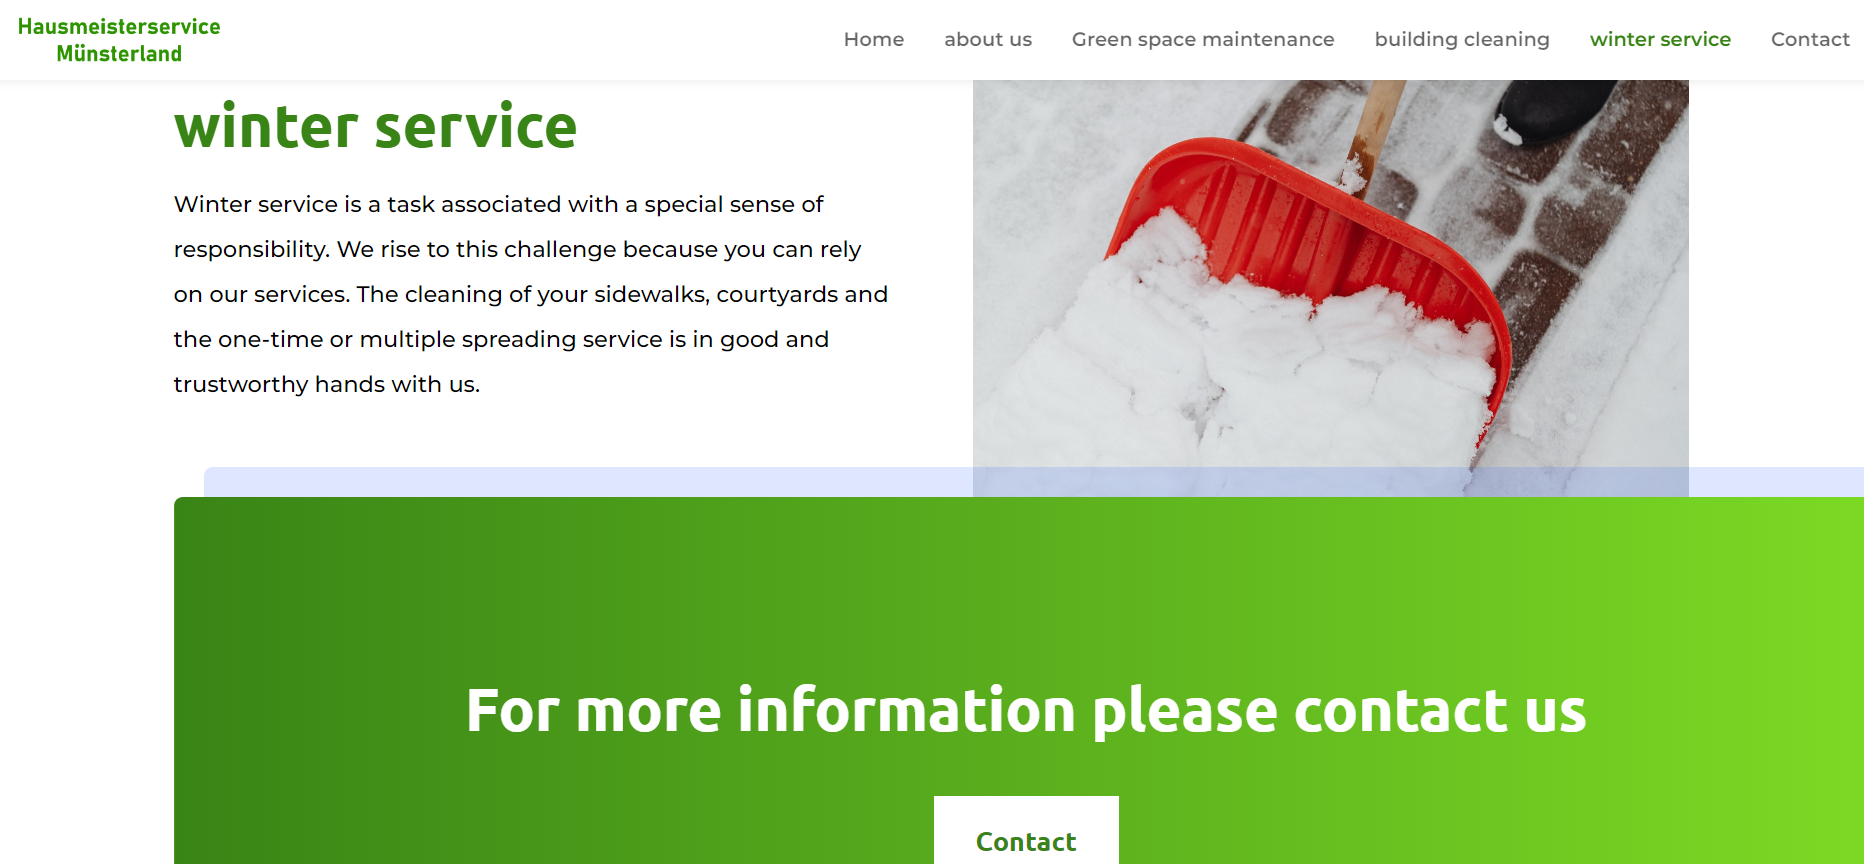 Hausmeisterservice
Münsterland
Home about us Green space maintenance building cleaning winter service Contact
winter service
Winter service is a task associated with a special sense of
responsibility. We rise to this challenge because you can rely
on our services. The cleaning of your sidewalks, courtyards and
the one-time or multiple spreading service is in good and
trustworthy hands with us.
For more information please contact us
Contact